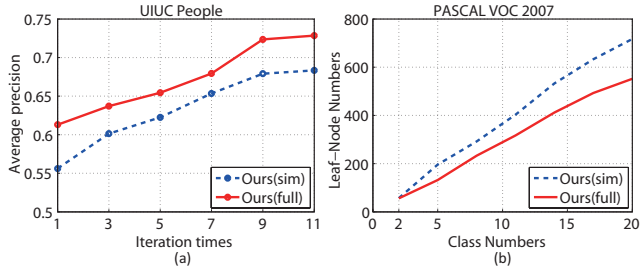 UIUC People
Average precision
0.75
0.7
0.65
0.6
0.55
0.5
1 3 5 7 9 11
Ours(sim)
Ours(full)
Iteration times
(a)
PASCAL VOC 2007
Leaf-Node Numbers
800
600
400
200
0
0 2 5 10 15 20
Ours(sim)
Ours(full)
Class Numbers
(b)